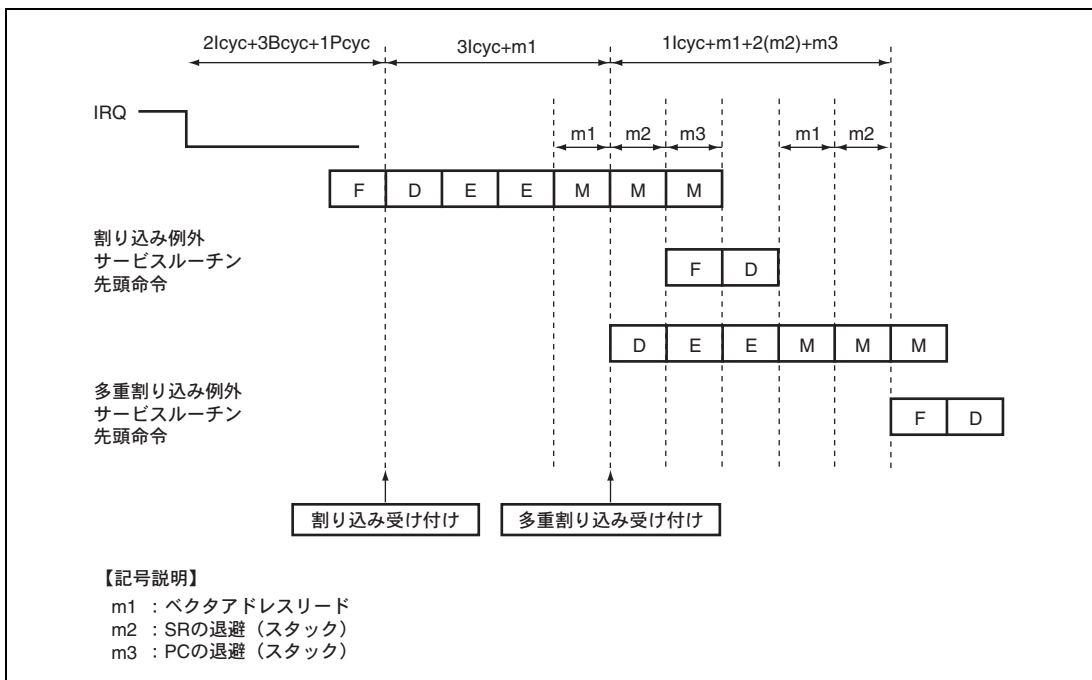 2Icyc+3Bcyc+1Pcyc 3Icyc+m1 1Icyc+m1+2(m2)+m3
IRQ
m1 m2 m3 m1 m2
F D E E M M M
割り込み例外
サービスルーチン
先頭命令
F D
D E E M M M
多重割り込み例外
サービスルーチン
先頭命令
F D
割り込み受け付け 多重割り込み受け付け
【記号説明】
m1 : ベクタアドレスリード
m2 : SRの退避（スタック）
m3 : PCの退避（スタック）